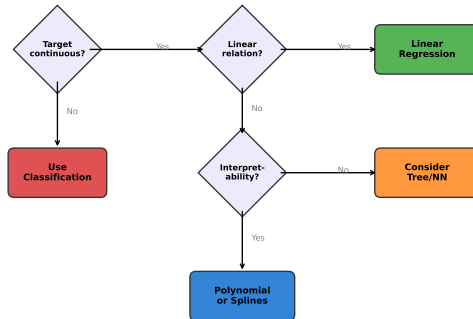 Target
continuous?
Yes
Linear
relation?
Yes
Linear
Regression
No
No
Use
Classification
Interpret-
ability?
No
Consider
Tree/NN
Yes
Polynomial
or Splines